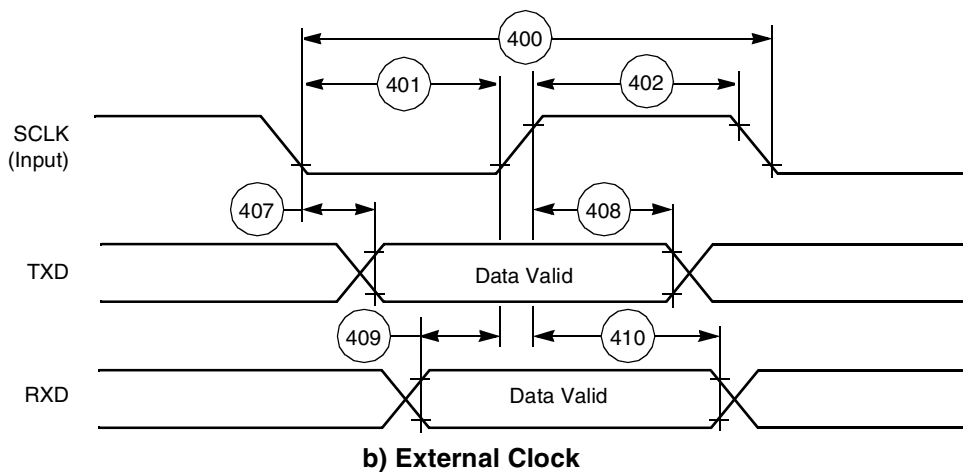 400
401
402
SCLK
(Input)
407
408
TXD
Data Valid
409
410
RXD
Data Valid
b) External Clock